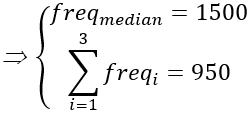 ⇒ { freq_median = 1500
∑_{i=1}^{3} freq_i = 950